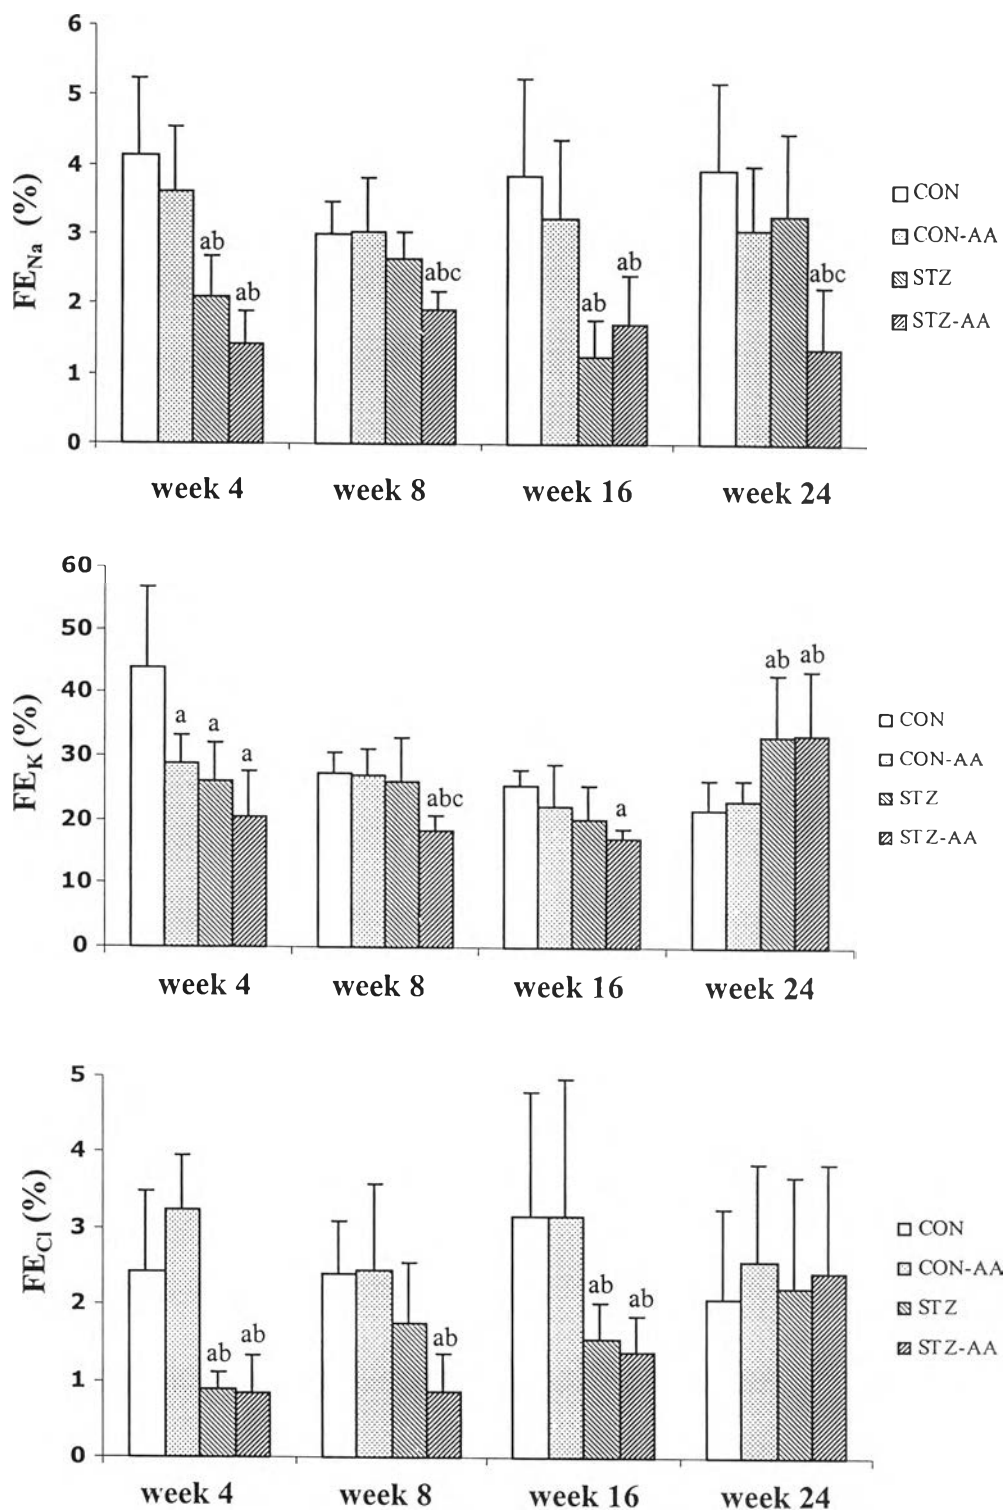 6
5
4
3
2
1
0
FENa (%)
ab
ab
abc
ab
ab
abc
week 4
week 8
week 16
week 24
CON
CON-AA
STZ
STZ-AA
60
50
40
30
20
10
0
FEK (%)
a
a
a
abc
a
ab
ab
week 4
week 8
week 16
week 24
CON
CON-AA
STZ
STZ-AA
5
4
3
2
1
0
FECl (%)
ab
ab
ab
ab
ab
week 4
week 8
week 16
week 24
CON
CON-AA
STZ
STZ-AA